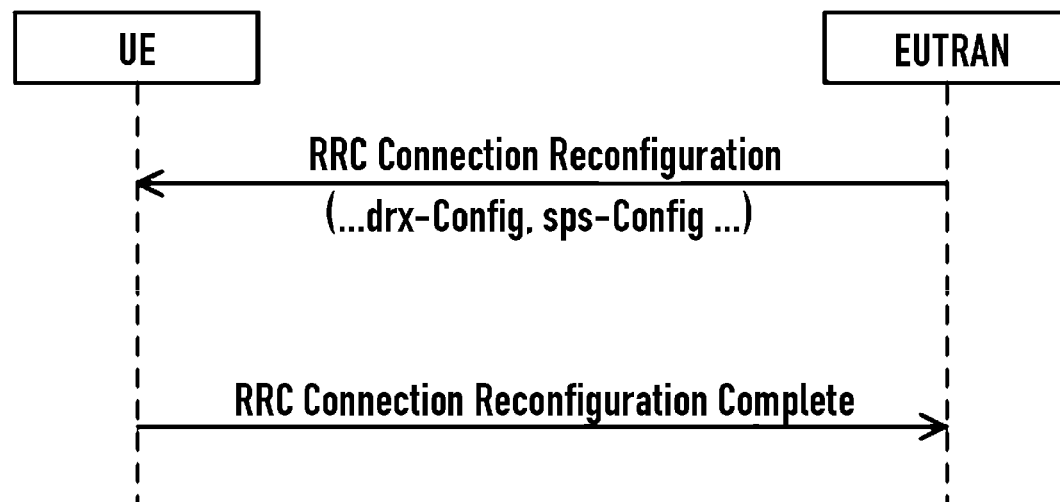 UE
EUTRAN
RRC Connection Reconfiguration
(...drx-Config, sps-Config ...)
RRC Connection Reconfiguration Complete